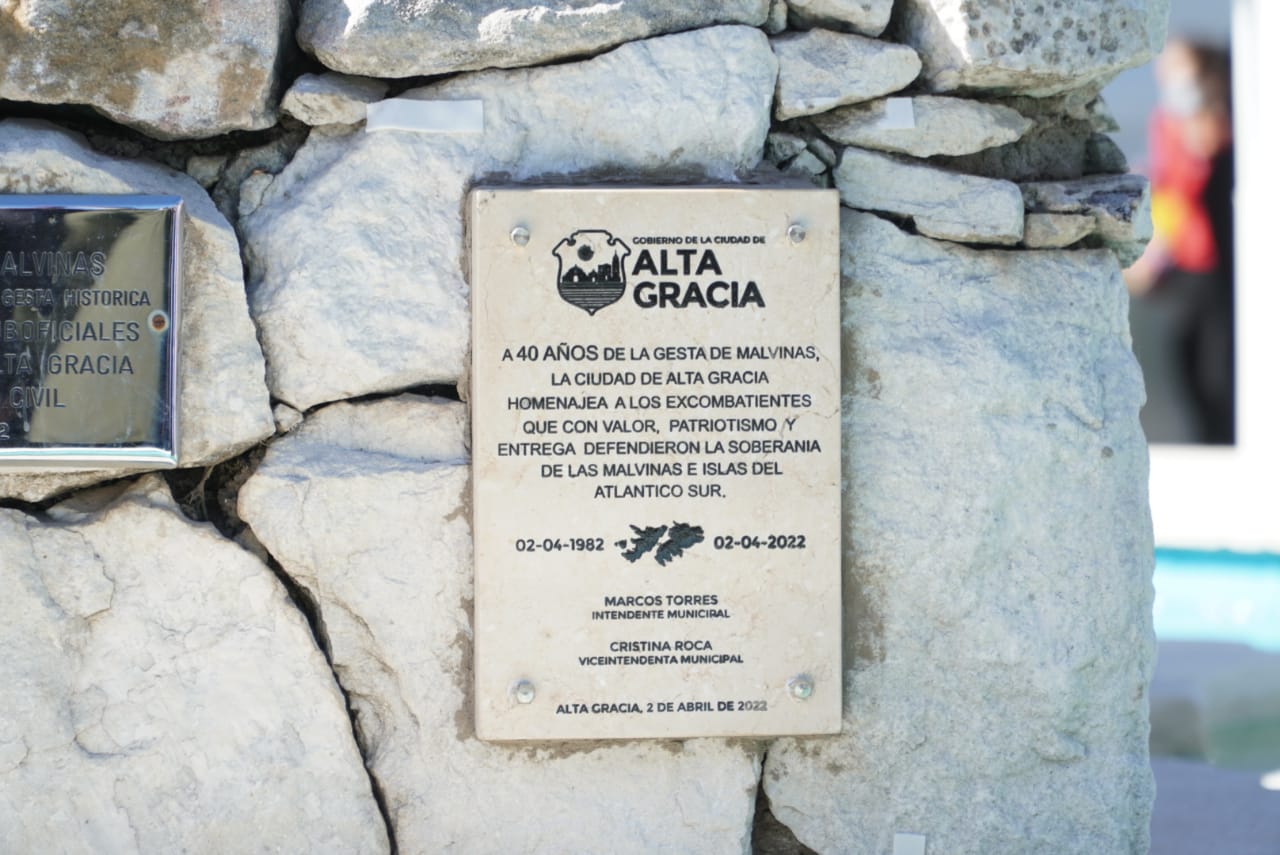 ALVINAS
GESTA HISTORICA
BOFICIALES
LTA GRACIA
CIVIL
2
GOBIERNO DE LA CIUDAD DE
ALTA
GRACIA
A 40 AÑOS DE LA GESTA DE MALVINAS,
LA CIUDAD DE ALTA GRACIA
HOMENAJEA A LOS EXCOMBATIENTES
QUE CON VALOR, PATRIOTISMO Y
ENTREGA DEFENDIERON LA SOBERANIA
DE LAS MALVINAS E ISLAS DEL
ATLANTICO SUR.
02-04-1982 02-04-2022
MARCOS TORRES
INTENDENTE MUNICIPAL
CRISTINA ROCA
VICEINTENDENTA MUNICIPAL
ALTA GRACIA, 2 DE ABRIL DE 2022